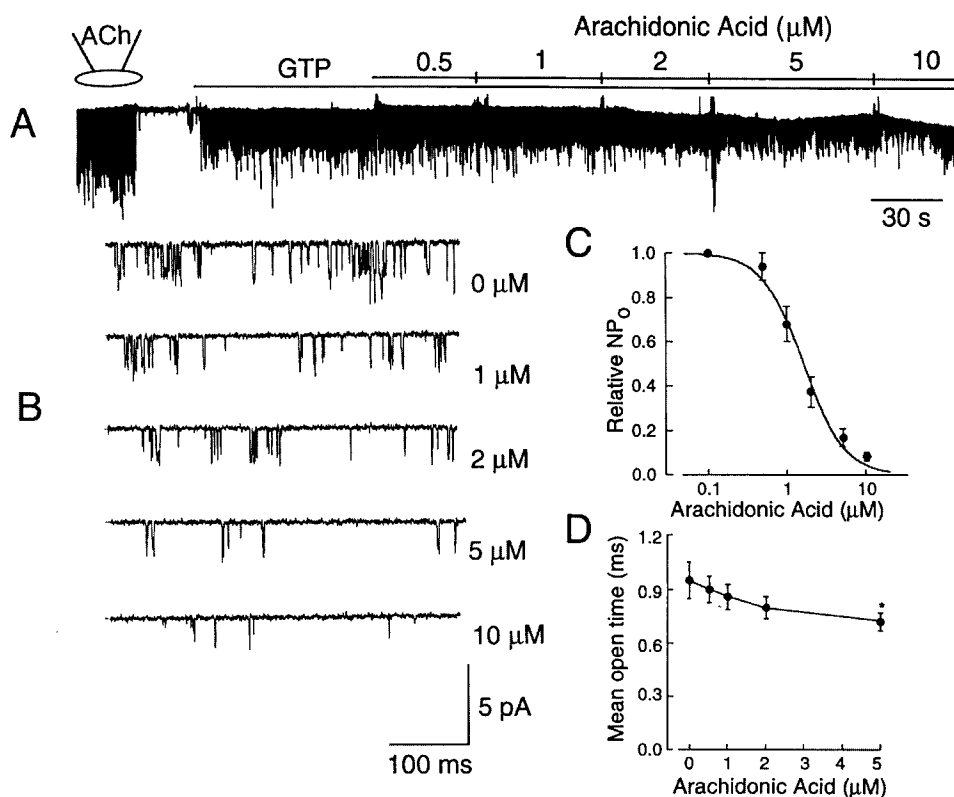 ACh
Arachidonic Acid (μM)
GTP
0.5 1 2 5 10
A
30 s
B
0 μM
1 μM
2 μM
5 μM
10 μM
5 pA
100 ms
C
Relative NPO
1.0
0.8
0.6
0.4
0.2
0.0
0.1 1 10
Arachidonic Acid (μM)
D
Mean open time (ms)
1.2
0.9
0.6
0.3
0.0
*
0 1 2 3 4 5
Arachidonic Acid (μM)